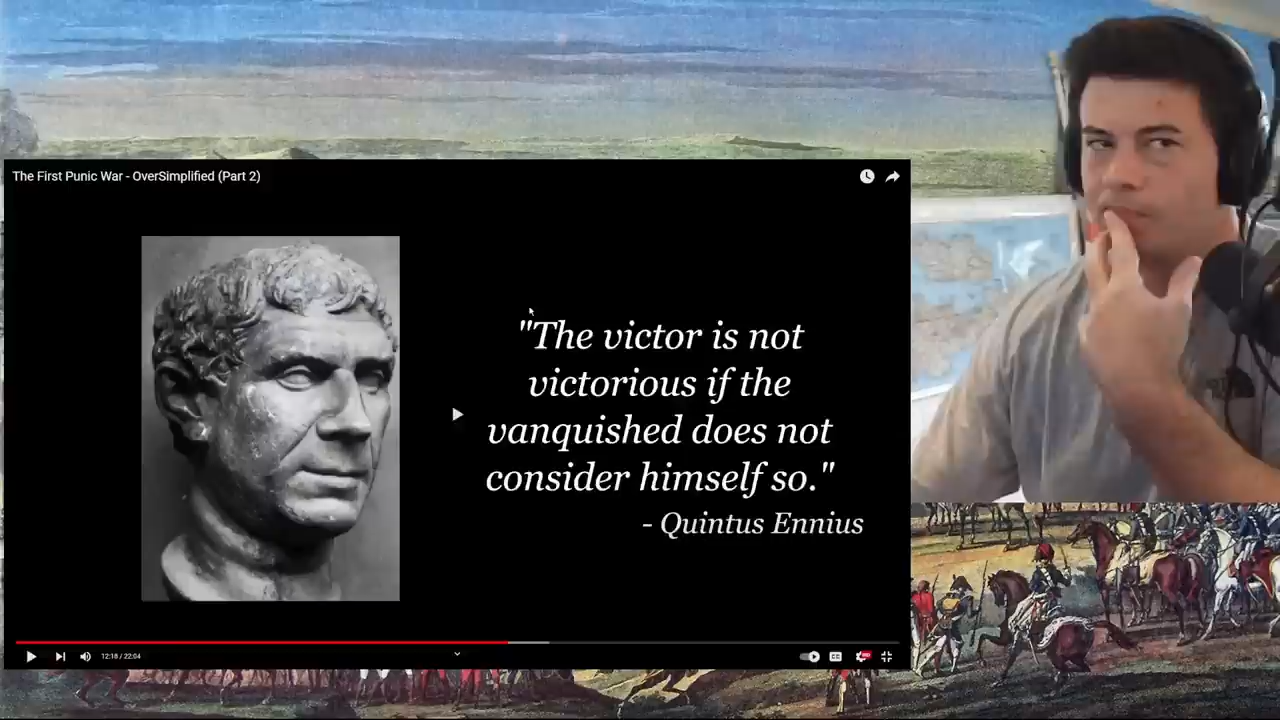 The First Punic War - OverSimplified (Part 2)
"The victor is not
victorious if the
vanquished does not
consider himself so."
- Quintus Ennius
12:18 / 22:04